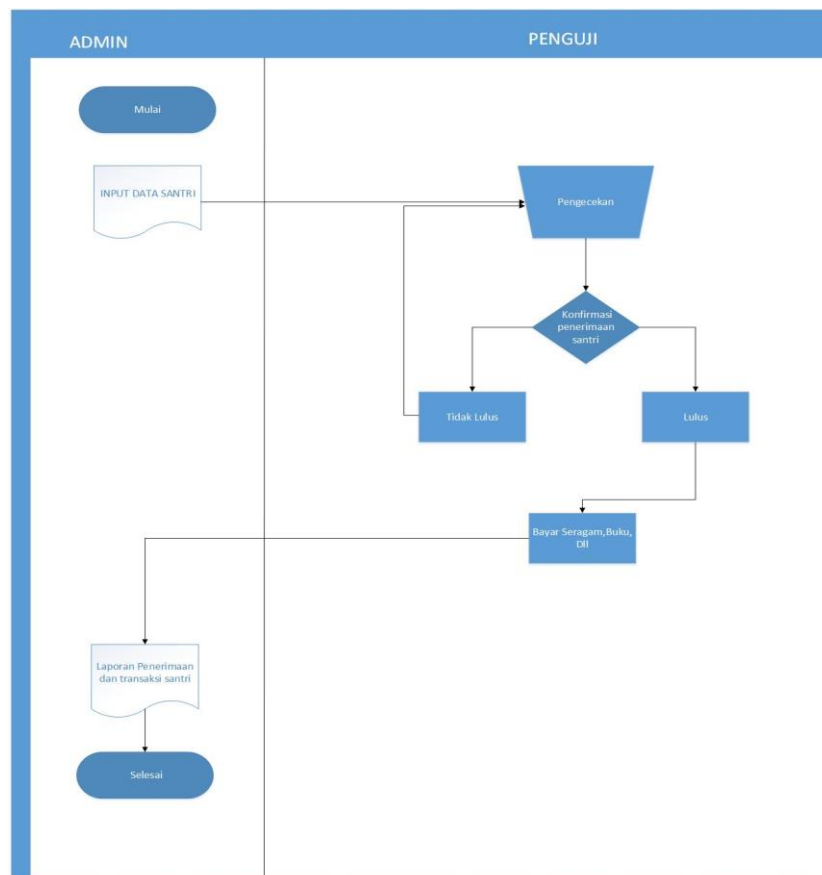 ADMIN
PENGUJI
Mulai
INPUT DATA SANTRI
Pengecekan
Konfirmasi
penerimaan
santri
Tidak Lulus
Lulus
Bayar Seragam,Buku,
Dll
Laporan Penerimaan
dan transaksi santri
Selesai